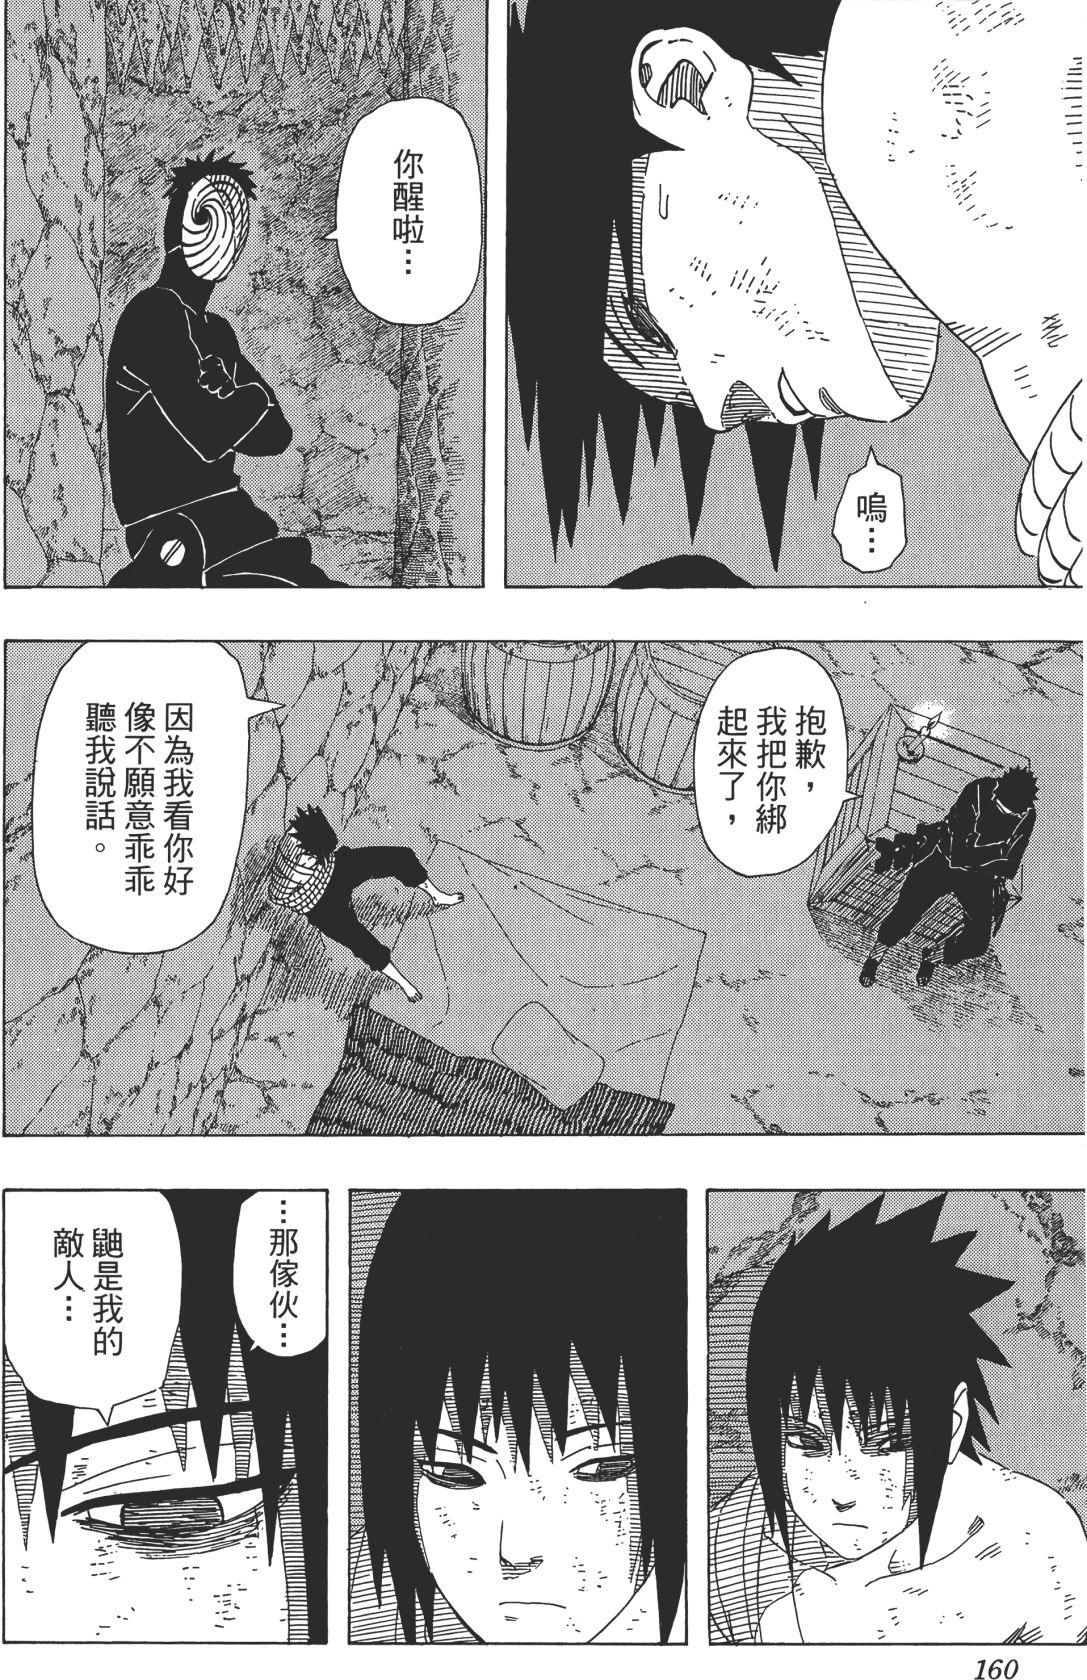 嗚…
你醒啦…
抱歉，
我把你綁
起來了，
因為我看你好
像不願意乖乖
聽我說話。
…那傢伙…
鼬是我的
敵人…
160